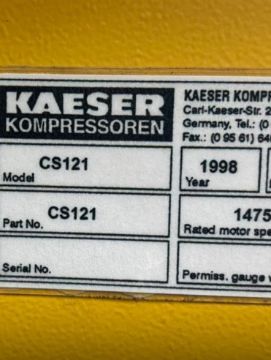 KAESER
KOMPRESSOREN
KAESER KOMPR
Carl-Kaeser-Str. 2
Germany, Tel.: (0
Fax.: (0 95 61) 640
CS121
Model
1998
Year
CS121
Part No.
1475
Rated motor spe
Serial No.
Permiss. gauge